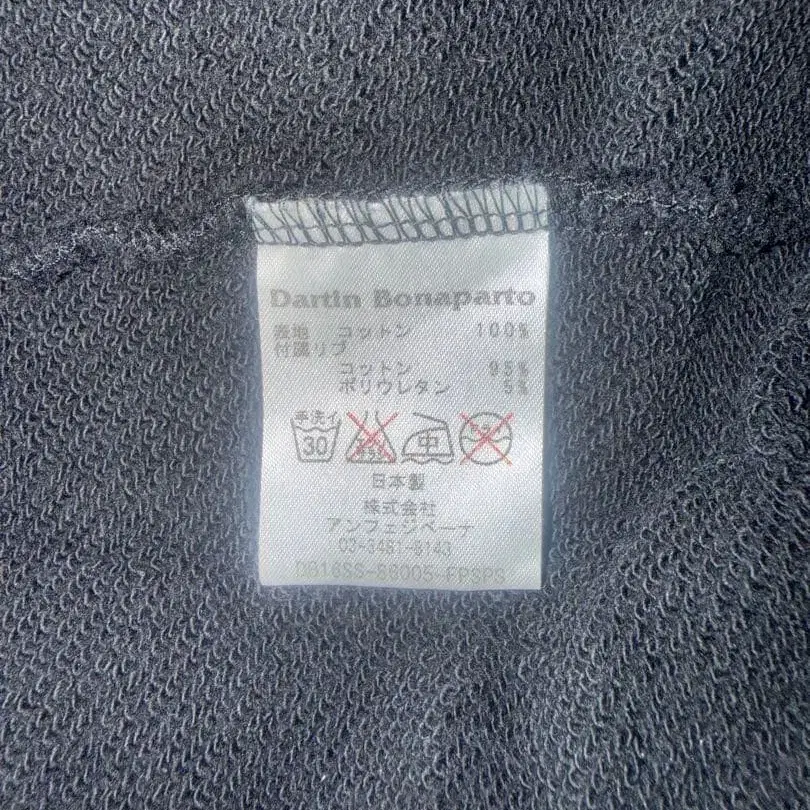 Dartin Bonaparto
表地 コットン 100%
付属リブ
コットン 95%
ポリウレタン 5%
手洗イ 中
30
日本製
株式会社
アンフェジペーナ
03-3461-8143